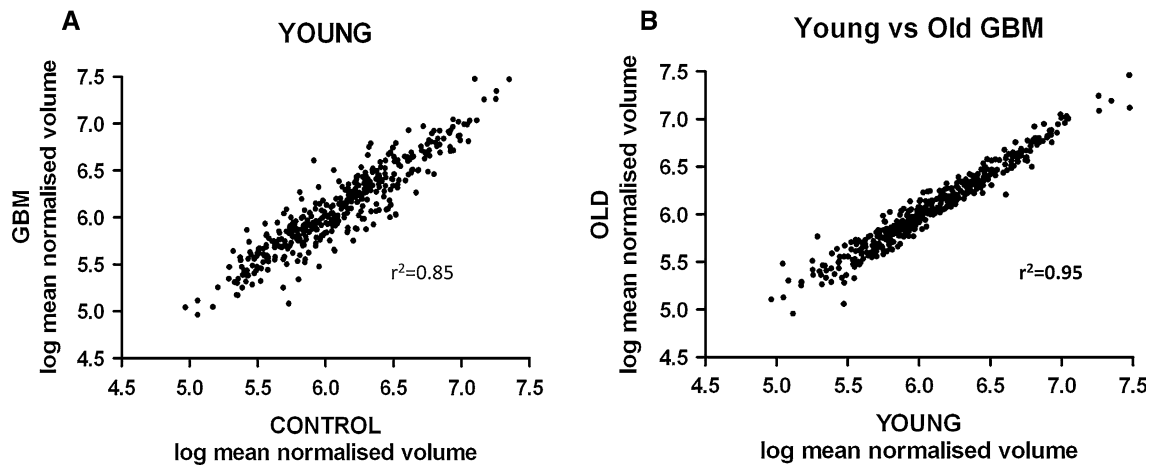 A
YOUNG
GBM
log mean normalised volume
7.5
7.0
6.5
6.0
5.5
5.0
4.5
r²=0.85
4.5 5.0 5.5 6.0 6.5 7.0 7.5
CONTROL
log mean normalised volume
B
Young vs Old GBM
OLD
log mean normalised volume
7.5
7.0
6.5
6.0
5.5
5.0
4.5
r²=0.95
4.5 5.0 5.5 6.0 6.5 7.0 7.5
YOUNG
log mean normalised volume